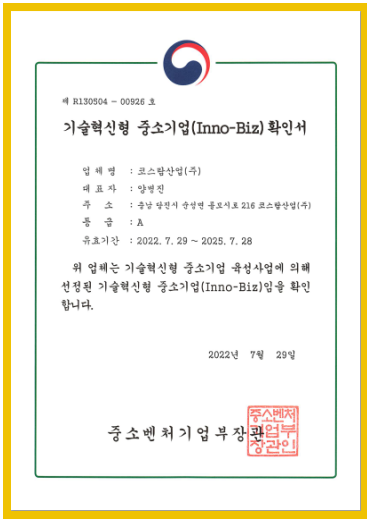 제 R130504 - 00926 호
기술혁신형 중소기업(Inno-Biz) 확인서
업 체 명 : 코스탑산업(주)
대 표 자 : 양병진
주 소 : 충남 당진시 순성면 틀모시로 216 코스탑산업(주)
등 급 : A
유효기간 : 2022. 7. 29 ~ 2025. 7. 28
위 업체는 기술혁신형 중소기업 육성사업에 의해
선정된 기술혁신형 중소기업(Inno-Biz)임을 확인
합니다.
2022년 7월 29일
중소벤처기업부장관
중소벤처
기업부
장관인